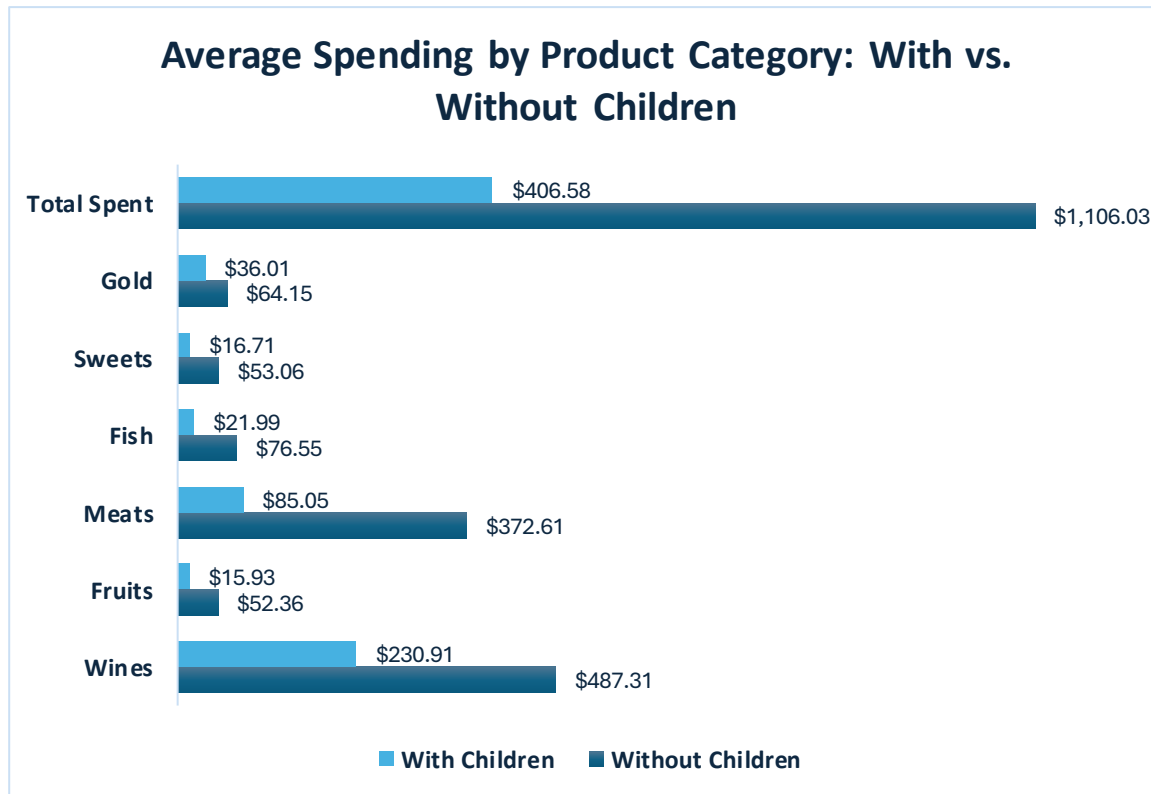 Average Spending by Product Category: With vs.
Without Children
Total Spent
$406.58
$1,106.03
Gold
$36.01
$64.15
Sweets
$16.71
$53.06
Fish
$21.99
$76.55
Meats
$85.05
$372.61
Fruits
$15.93
$52.36
Wines
$230.91
$487.31
With Children
Without Children